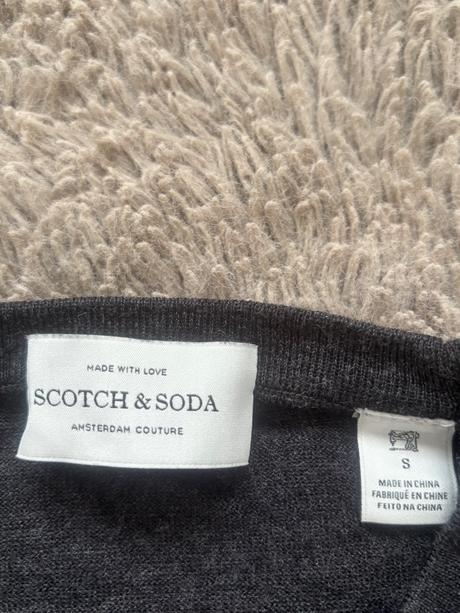 MADE WITH LOVE
SCOTCH & SODA
AMSTERDAM COUTURE
S
MADE IN CHINA
FABRIQUÉ EN CHINE
FEITO NA CHINA